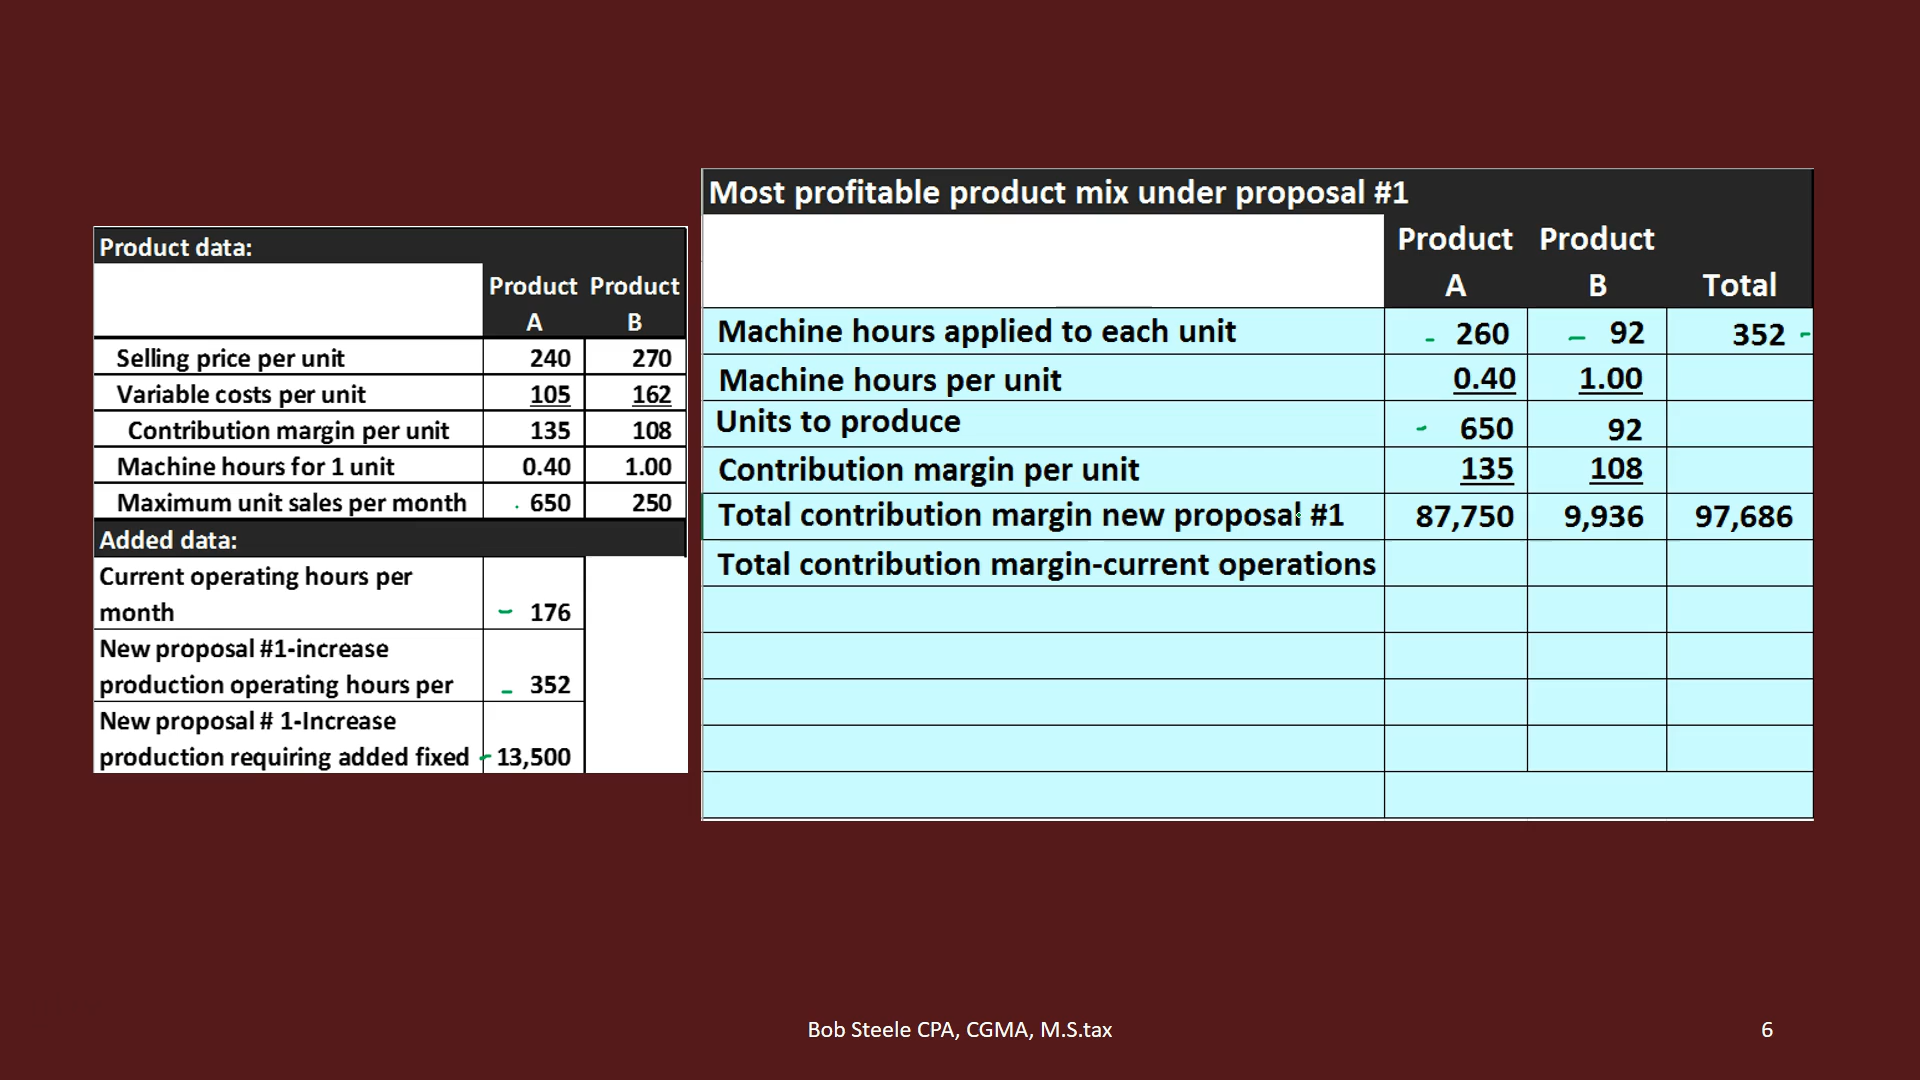 Product data:
Product Product
A B
Selling price per unit 240 270
Variable costs per unit 105 162
Contribution margin per unit 135 108
Machine hours for 1 unit 0.40 1.00
Maximum unit sales per month 650 250
Added data:
Current operating hours per
month 176
New proposal #1-increase
production operating hours per 352
New proposal # 1-Increase
production requiring added fixed 13,500
Most profitable product mix under proposal #1
Product Product
A B Total
Machine hours applied to each unit 260 92 352
Machine hours per unit 0.40 1.00
Units to produce 650 92
Contribution margin per unit 135 108
Total contribution margin new proposal #1 87,750 9,936 97,686
Total contribution margin-current operations
Bob Steele CPA, CGMA, M.S.tax
6